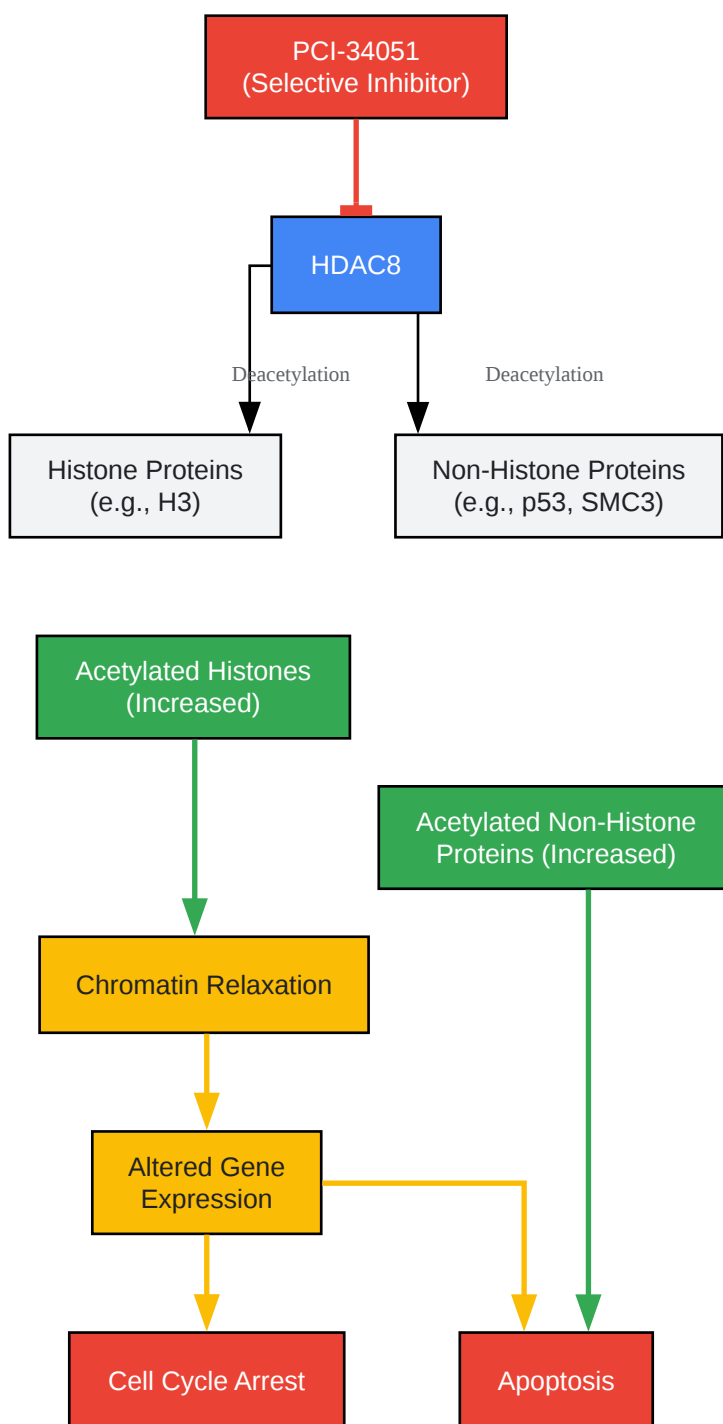 PCI-34051
(Selective Inhibitor)
HDAC8
Deacetylation
Deacetylation
Histone Proteins
(e.g., H3)
Non-Histone Proteins
(e.g., p53, SMC3)
Acetylated Histones
(Increased)
Acetylated Non-Histone
Proteins (Increased)
Chromatin Relaxation
Altered Gene
Expression
Cell Cycle Arrest
Apoptosis